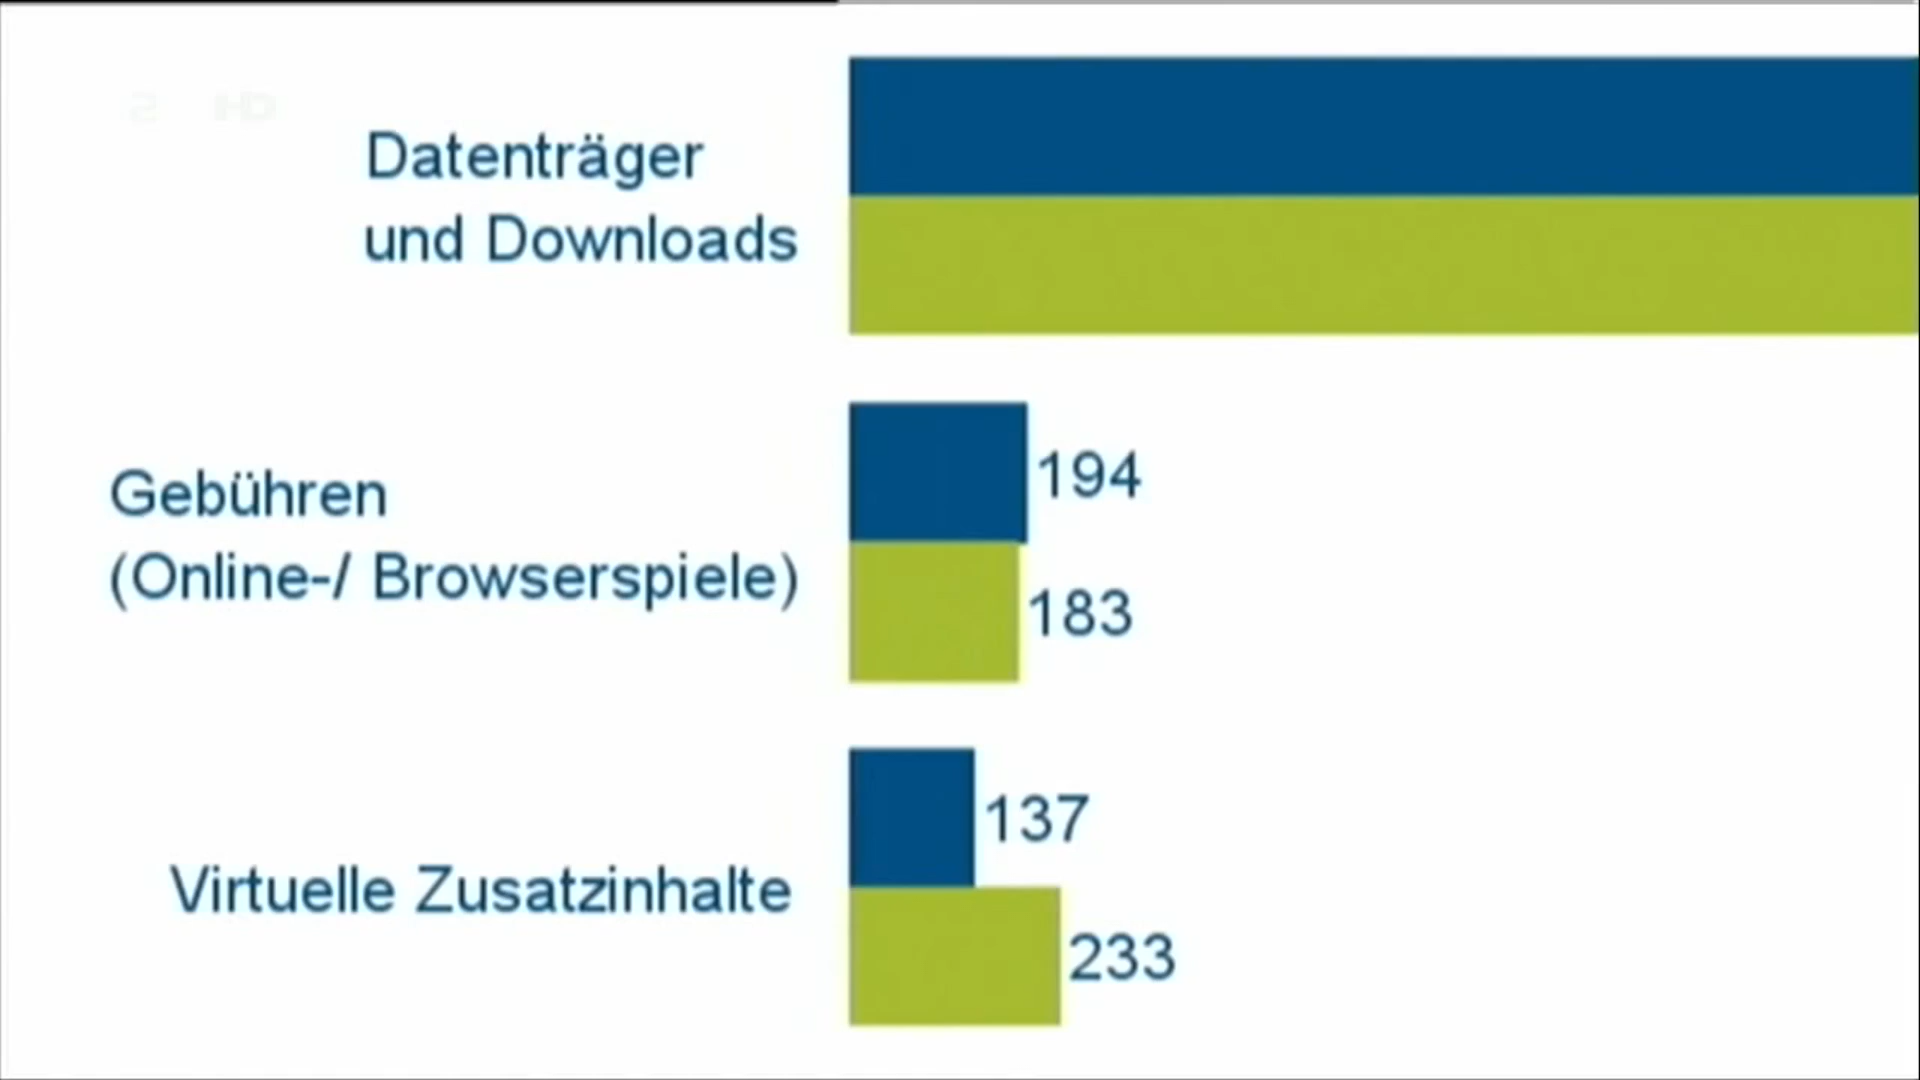 Datenträger
und Downloads
Gebühren
(Online-/ Browserspiele)
194
183
Virtuelle Zusatzinhalte
137
233